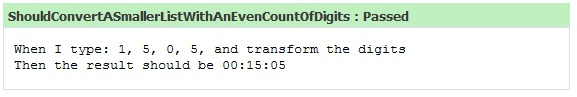 ShouldConvertASmallerListWithAnEvenCountOfDigits : Passed
When I type: 1, 5, 0, 5, and transform the digits
Then the result should be 00:15:05